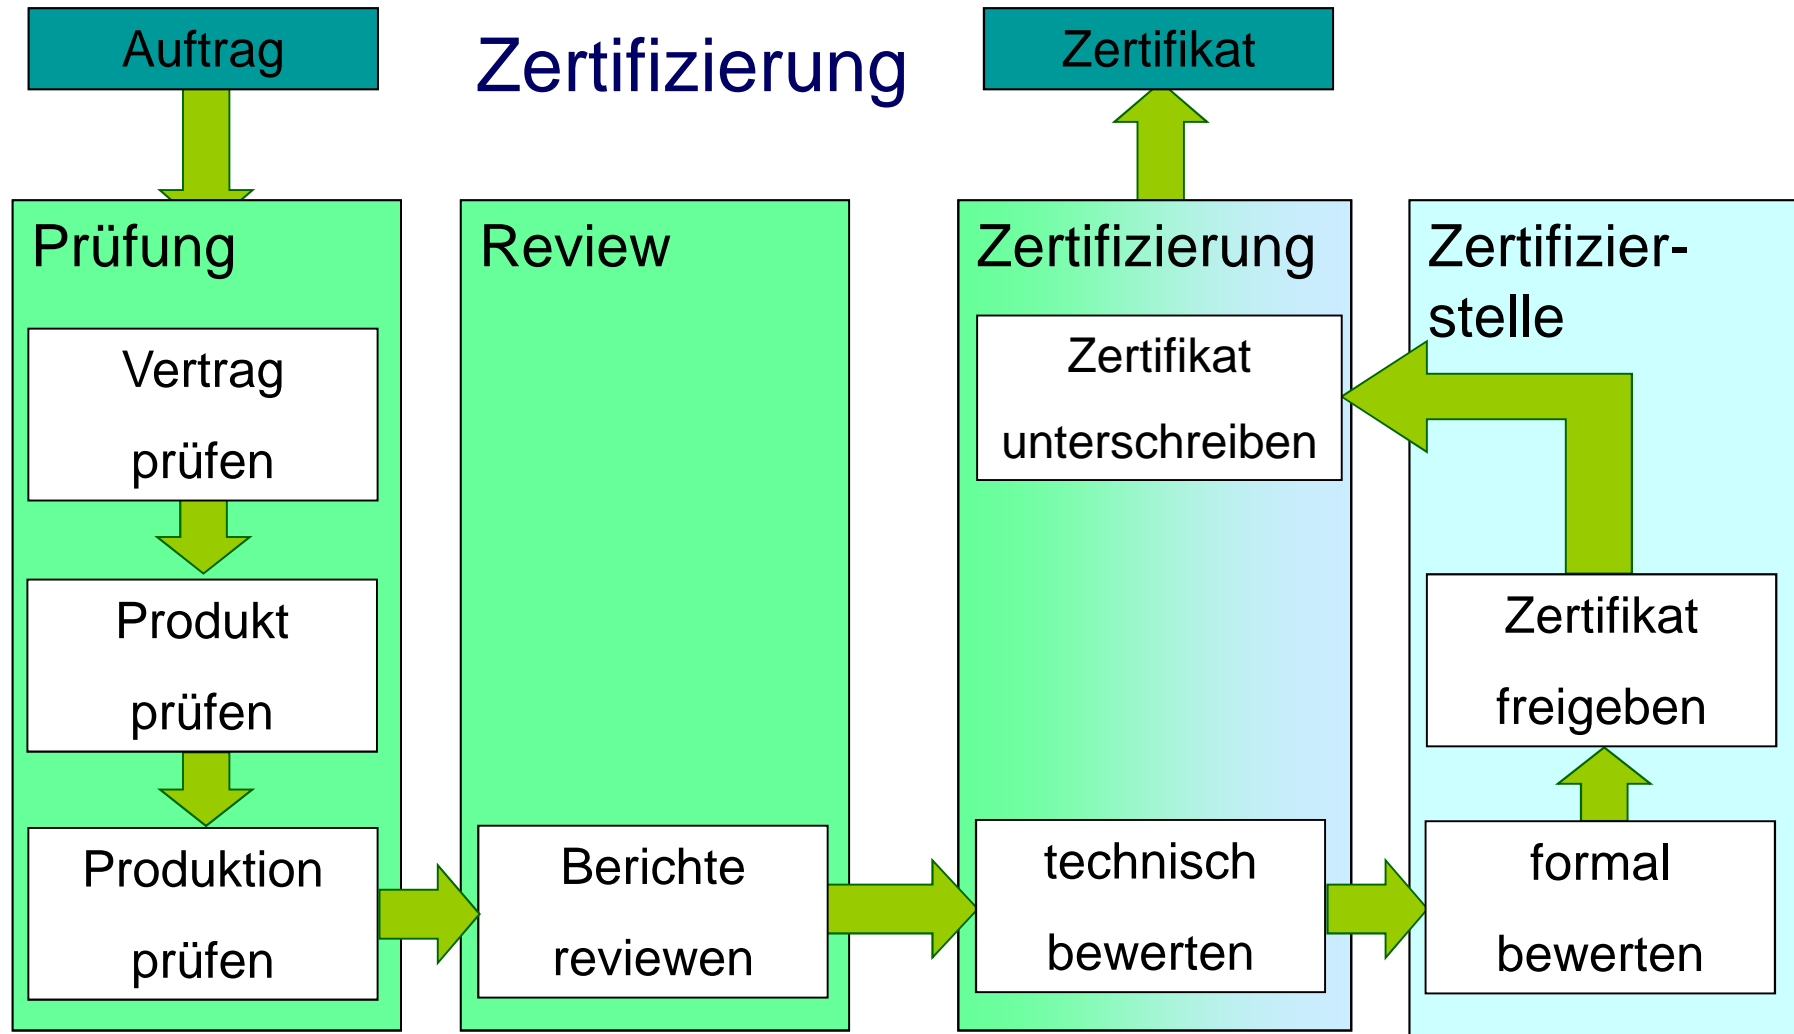 Auftrag
Zertifizierung
Zertifikat
Prüfung
Vertrag
prüfen
Produkt
prüfen
Produktion
prüfen
Review
Berichte
reviewen
Zertifizierung
Zertifikat
unterschreiben
technisch
bewerten
Zertifizier-
stelle
Zertifikat
freigeben
formal
bewerten